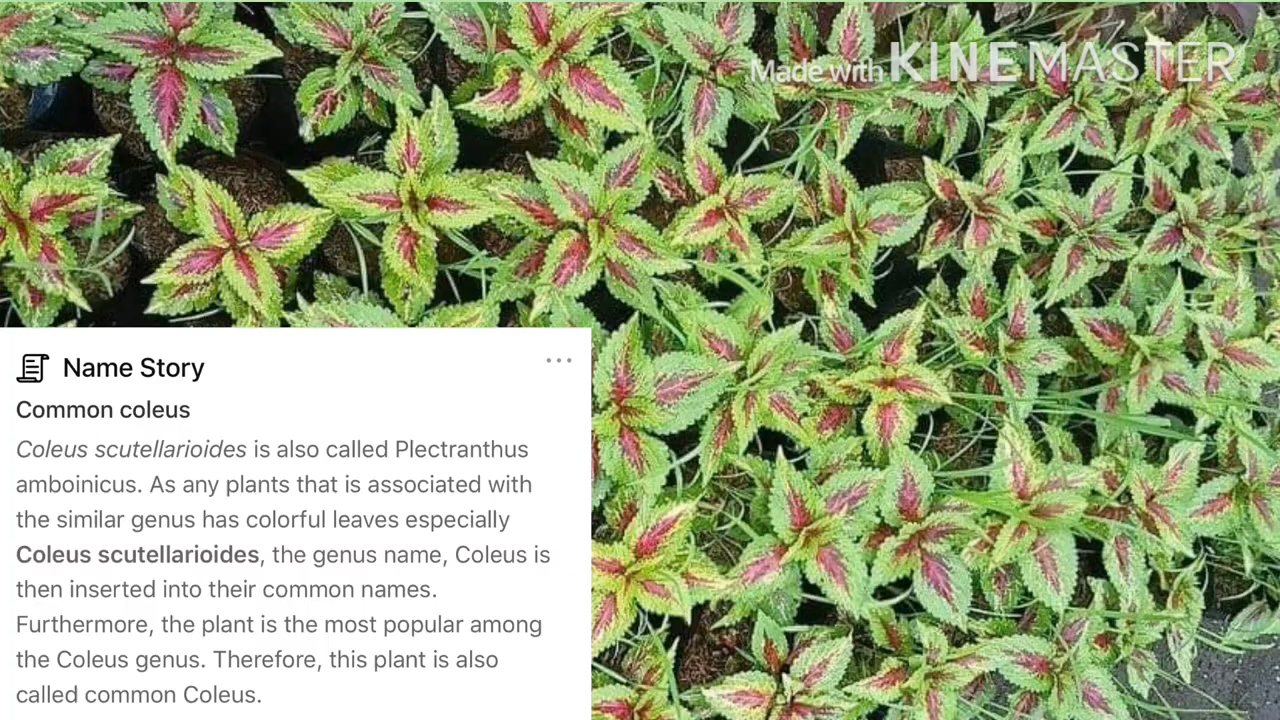 Made with KINEMASTER
Name Story
Common coleus
Coleus scutellarioides is also called Plectranthus
amboinicus. As any plants that is associated with
the similar genus has colorful leaves especially
Coleus scutellarioides, the genus name, Coleus is
then inserted into their common names.
Furthermore, the plant is the most popular among
the Coleus genus. Therefore, this plant is also
called common Coleus.